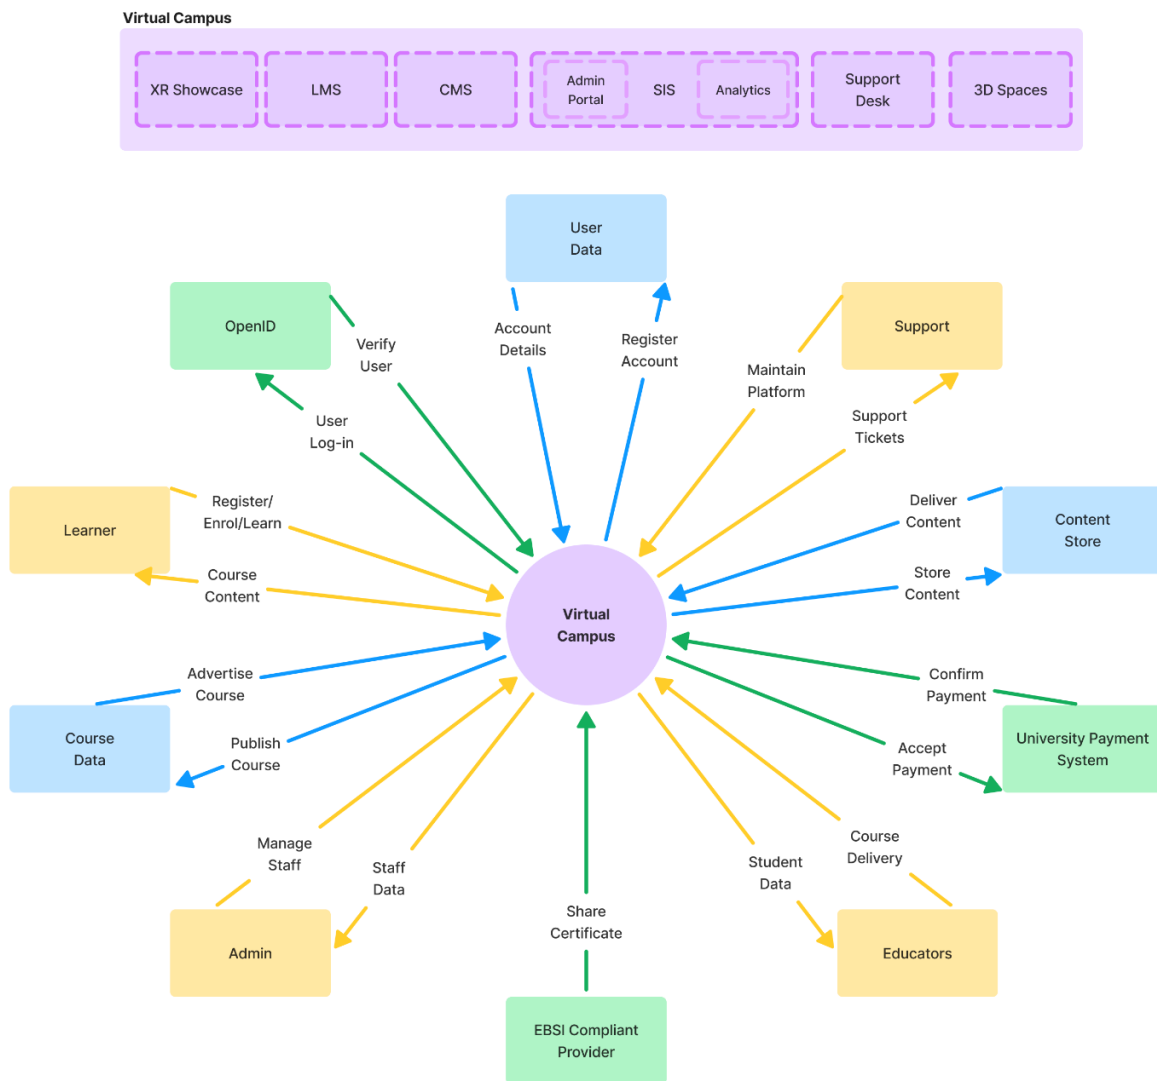 Virtual Campus
XR Showcase
LMS
CMS
Admin
Portal
SIS
Analytics
Support
Desk
3D Spaces
User
Data
OpenID
Support
Account
Details
Register
Account
Verify
User
Maintain
Platform
User
Log-in
Support
Tickets
Learner
Register/
Enrol/Learn
Deliver
Content
Content
Store
Course
Content
Store
Content
Virtual
Campus
Advertise
Course
Confirm
Payment
Course
Data
Publish
Course
Accept
Payment
University Payment
System
Manage
Staff
Staff
Data
Student
Data
Course
Delivery
Admin
Share
Certificate
Educators
EBSI Compliant
Provider